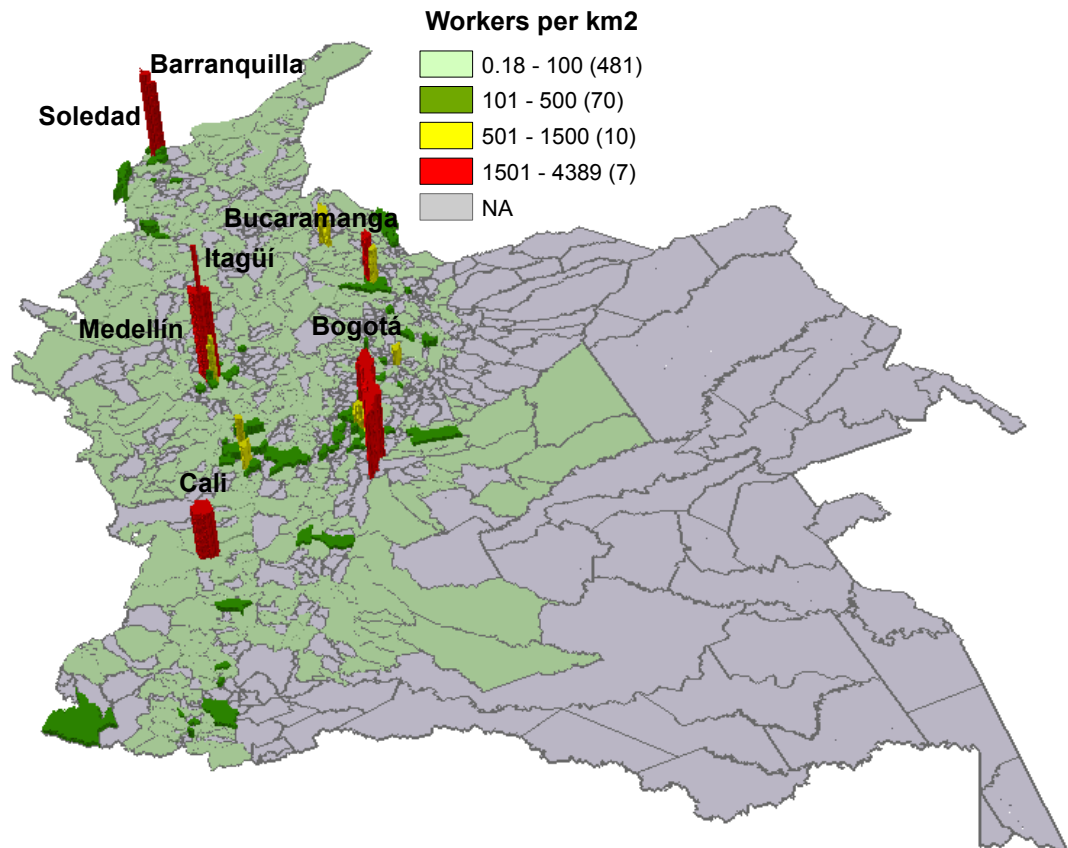 Workers per km2
0.18 - 100 (481)
101 - 500 (70)
501 - 1500 (10)
1501 - 4389 (7)
NA
Barranquilla
Soledad
Bucaramanga
Itagüí
Medellín
Bogotá
Cali